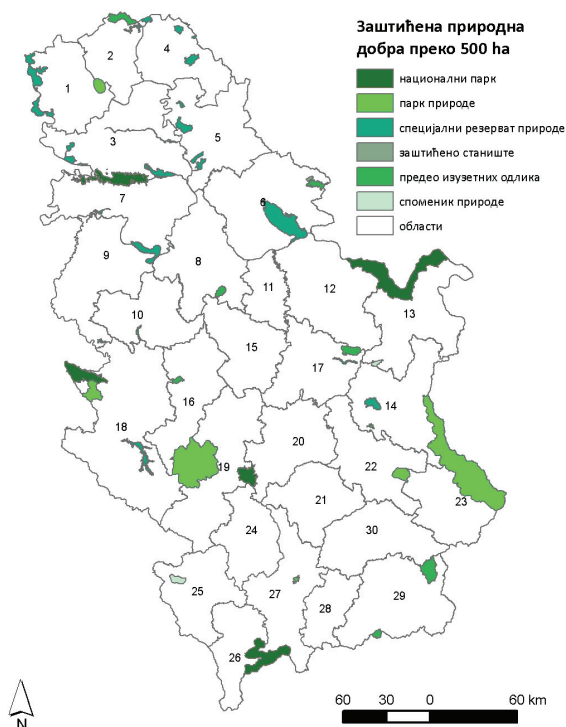 Заштићена природна
добра преко 500 ha
национални парк
парк природе
специјални резерват природе
заштићено станиште
предео изузетних одлика
споменик природе
области
1
2
4
3
5
7
6
9
8
10
11
12
13
15
16
17
14
18
19
20
22
21
23
24
30
25
27
28
29
26
N
60 30 0 60 km